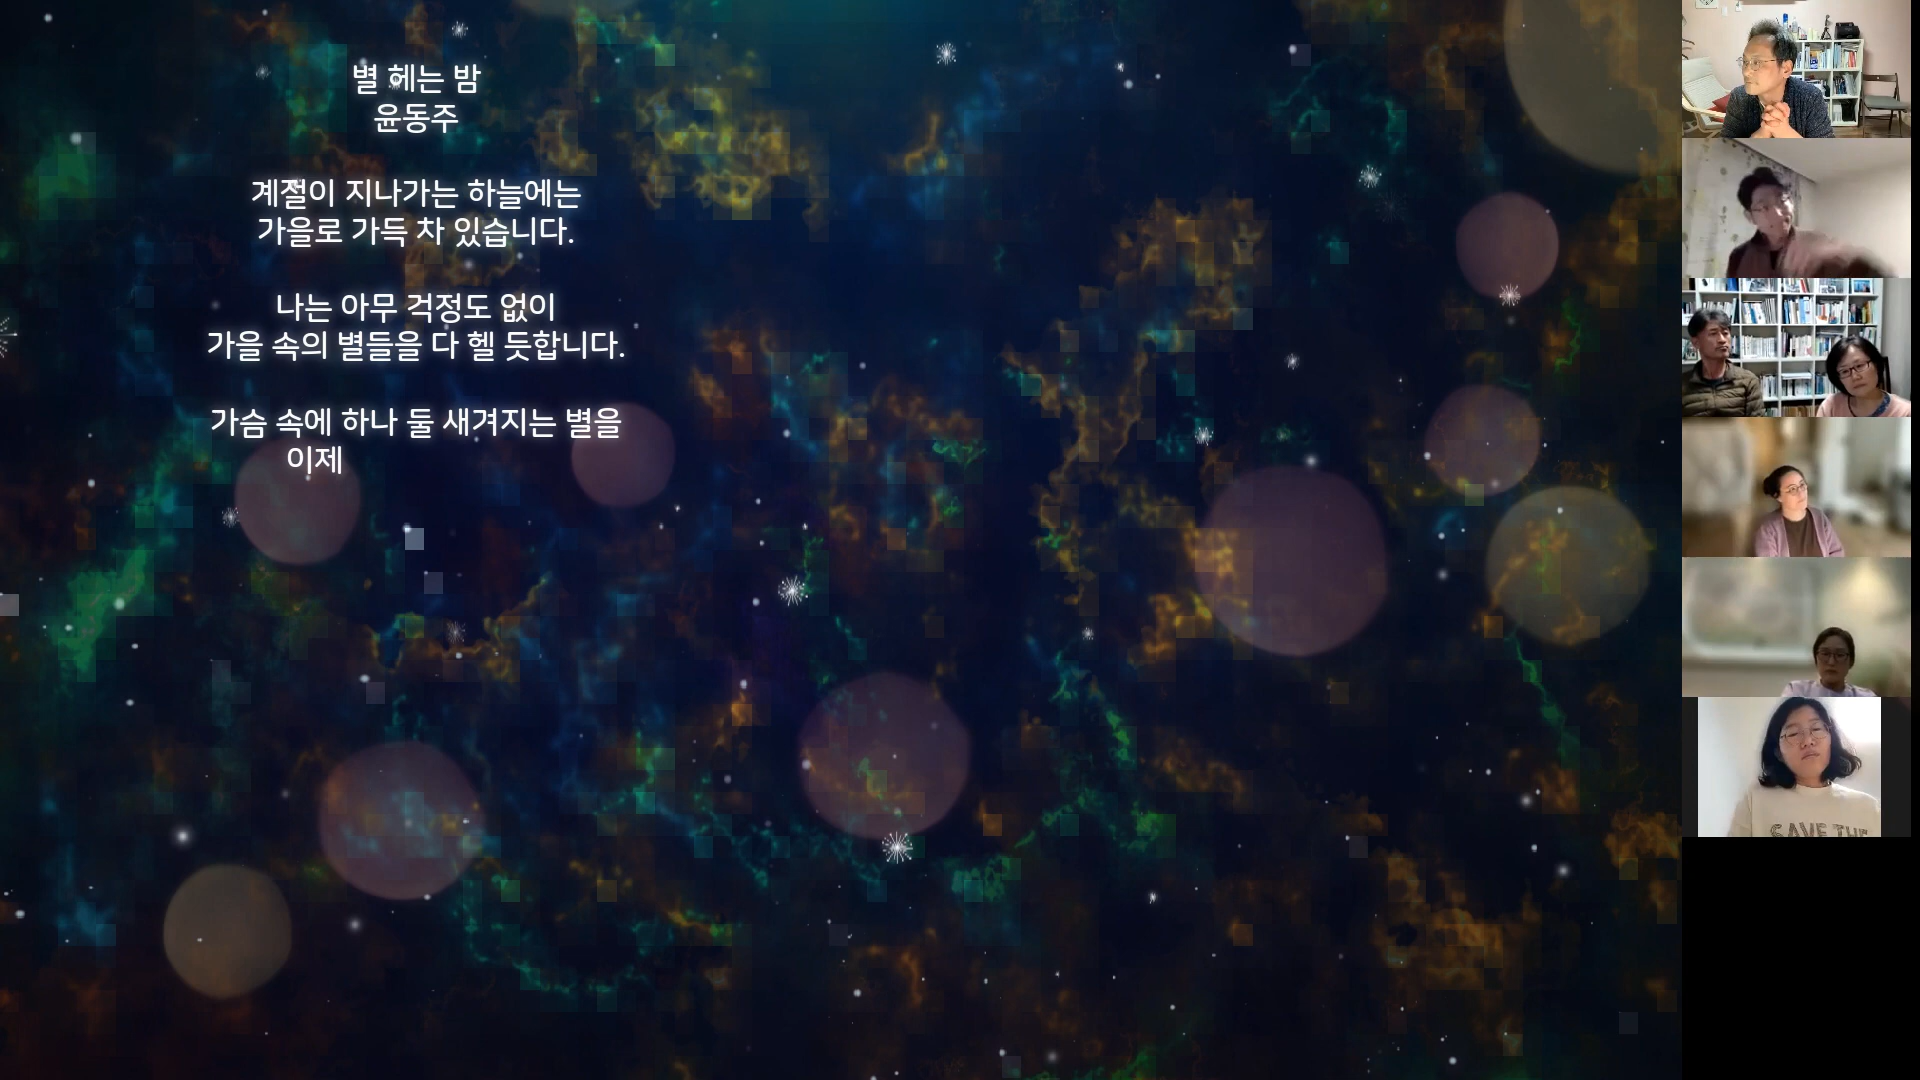 별 헤는 밤
윤동주
계절이 지나가는 하늘에는
가을로 가득 차 있습니다.
나는 아무 걱정도 없이
가을 속의 별들을 다 헬 듯합니다.
가슴 속에 하나 둘 새겨지는 별을
이제
SAVE THE